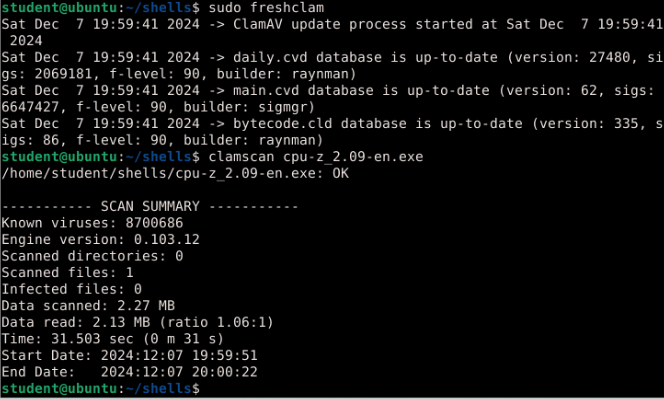 student@ubuntu:~/shells$ sudo freshclam
Sat Dec  7 19:59:41 2024 -> ClamAV update process started at Sat Dec  7 19:59:41
 2024
Sat Dec  7 19:59:41 2024 -> daily.cvd database is up-to-date (version: 27480, si
gs: 2069181, f-level: 90, builder: raynman)
Sat Dec  7 19:59:41 2024 -> main.cvd database is up-to-date (version: 62, sigs:
6647427, f-level: 90, builder: sigmgr)
Sat Dec  7 19:59:41 2024 -> bytecode.cld database is up-to-date (version: 335, s
igs: 86, f-level: 90, builder: raynman)
student@ubuntu:~/shells$ clamscan cpu-z_2.09-en.exe
/home/student/shells/cpu-z_2.09-en.exe: OK

----------- SCAN SUMMARY -----------
Known viruses: 8700686
Engine version: 0.103.12
Scanned directories: 0
Scanned files: 1
Infected files: 0
Data scanned: 2.27 MB
Data read: 2.13 MB (ratio 1.06:1)
Time: 31.503 sec (0 m 31 s)
Start Date: 2024:12:07 19:59:51
End Date:   2024:12:07 20:00:22
student@ubuntu:~/shells$